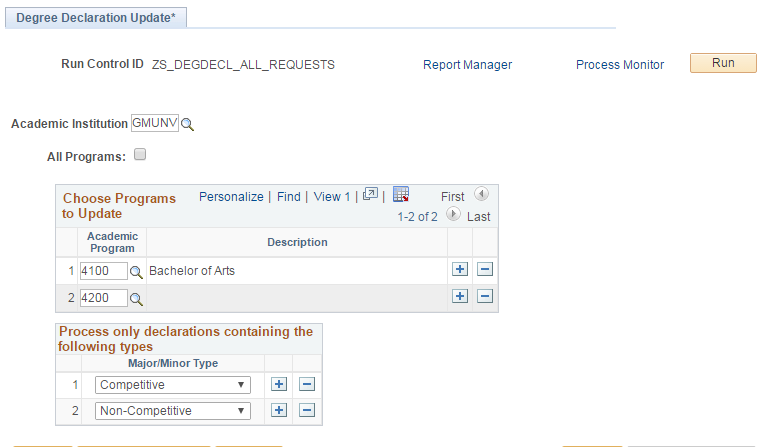 Degree Declaration Update*
Run Control ID ZS_DEGDECL_ALL_REQUESTS Report Manager Process Monitor Run
Academic Institution GMUNV
All Programs:
Choose Programs to Update Personalize | Find | View 1 | | First 1-2 of 2 Last
Academic Program Description
1 4100 Bachelor of Arts
2 4200
Process only declarations containing the
following types
Major/Minor Type
1 Competitive
2 Non-Competitive